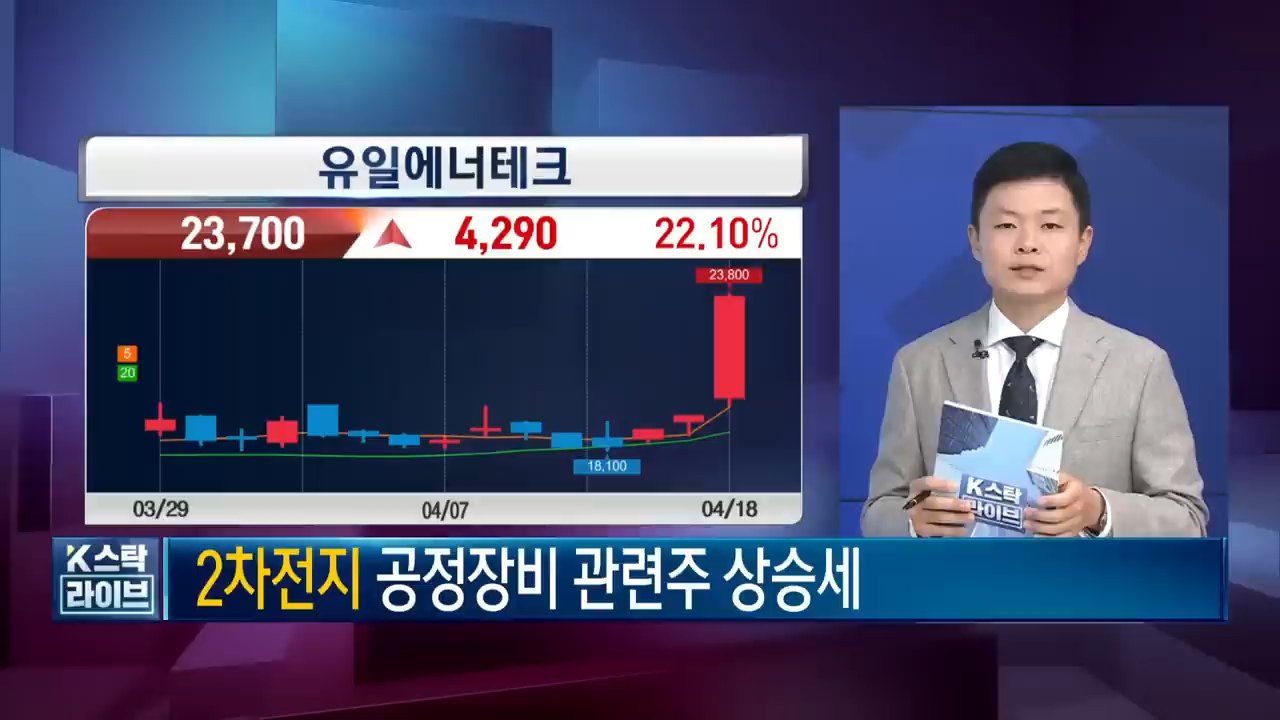 유일에너테크
23,700 4,290 22.10%
23,800
5
20
18,100
03/29 04/07 04/18
K스탁
라이브
K스탁
라이브
2차전지 공정장비 관련주 상승세